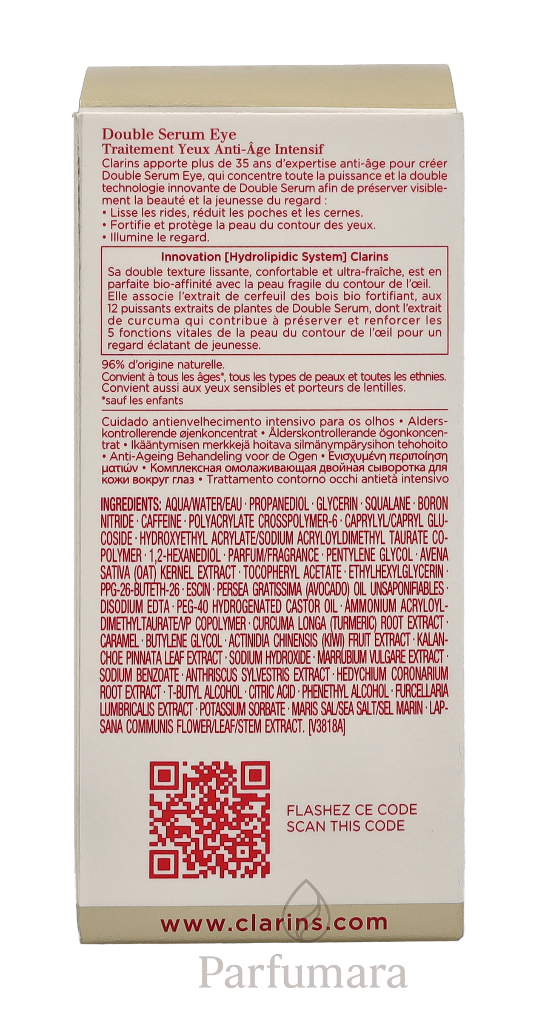 Double Serum Eye
Traitement Yeux Anti-Âge Intensif
Clarins apporte plus de 35 ans d'expertise anti-âge pour créer
Double Serum Eye, qui concentre toute la puissance et la double
technologie innovante de Double Serum afin de préserver visible-
ment la beauté et la jeunesse du regard :
• Lisse les rides, réduit les poches et les cernes.
• Fortifie et protège la peau du contour des yeux.
• Illumine le regard.
Innovation [Hydrolipidic System] Clarins
Sa double texture lissante, confortable et ultra-fraîche, est en
parfaite bio-affinité avec la peau fragile du contour de l'œil.
Elle associe l'extrait de cerfeuil des bois bio fortifiant, aux
12 puissants extraits de plantes de Double Serum, dont l'extrait
de curcuma qui contribue à préserver et renforcer les
5 fonctions vitales de la peau du contour de l'œil pour un
regard éclatant de jeunesse.
96% d'origine naturelle.
Convient à tous les âges*, tous les types de peaux et toutes les ethnies.
Convient aussi aux yeux sensibles et porteurs de lentilles.
*sauf les enfants
Cuidado antienvelhecimento intensivo para os olhos • Alders-
kontrollerende øjenkoncentrat • Ålderskontrollerande ögonkoncen-
trat • Ikääntymisen merkkejä hoitava silmänympärysihon tehohoito
• Anti-Ageing Behandeling voor de Ogen • Ενισχυμένη περιποίηση
ματιών • Комплексная омолаживающая двойная сыворотка для
кожи вокруг глаз • Trattamento contorno occhi antietà intensivo
INGREDIENTS: AQUA/WATER/EAU · PROPANEDIOL · GLYCERIN · SQUALANE · BORON
NITRIDE · CAFFEINE · POLYACRYLATE CROSSPOLYMER-6 · CAPRYLYL/CAPRYL GLU-
COSIDE · HYDROXYETHYL ACRYLATE/SODIUM ACRYLOYLDIMETHYL TAURATE CO-
POLYMER · 1,2-HEXANEDIOL · PARFUM/FRAGRANCE · PENTYLENE GLYCOL · AVENA
SATIVA (OAT) KERNEL EXTRACT · TOCOPHERYL ACETATE · ETHYLHEXYLGLYCERIN ·
PPG-26-BUTETH-26 · ESCIN · PERSEA GRATISSIMA (AVOCADO) OIL UNSAPONIFIABLES ·
DISODIUM EDTA · PEG-40 HYDROGENATED CASTOR OIL · AMMONIUM ACRYLOYL-
DIMETHYLTAURATE/VP COPOLYMER · CURCUMA LONGA (TURMERIC) ROOT EXTRACT ·
CARAMEL · BUTYLENE GLYCOL · ACTINIDIA CHINENSIS (KIWI) FRUIT EXTRACT · KALAN-
CHOE PINNATA LEAF EXTRACT · SODIUM HYDROXIDE · MARRUBIUM VULGARE EXTRACT ·
SODIUM BENZOATE · ANTHRISCUS SYLVESTRIS EXTRACT · HEDYCHIUM CORONARIUM
ROOT EXTRACT · T-BUTYL ALCOHOL · CITRIC ACID · PHENETHYL ALCOHOL · FURCELLARIA
LUMBRICALIS EXTRACT · POTASSIUM SORBATE · MARIS SAL/SEA SALT/SEL MARIN · LAP-
SANA COMMUNIS FLOWER/LEAF/STEM EXTRACT. [V3818A]
FLASHEZ CE CODE
SCAN THIS CODE
www.clarins.com
Parfumara